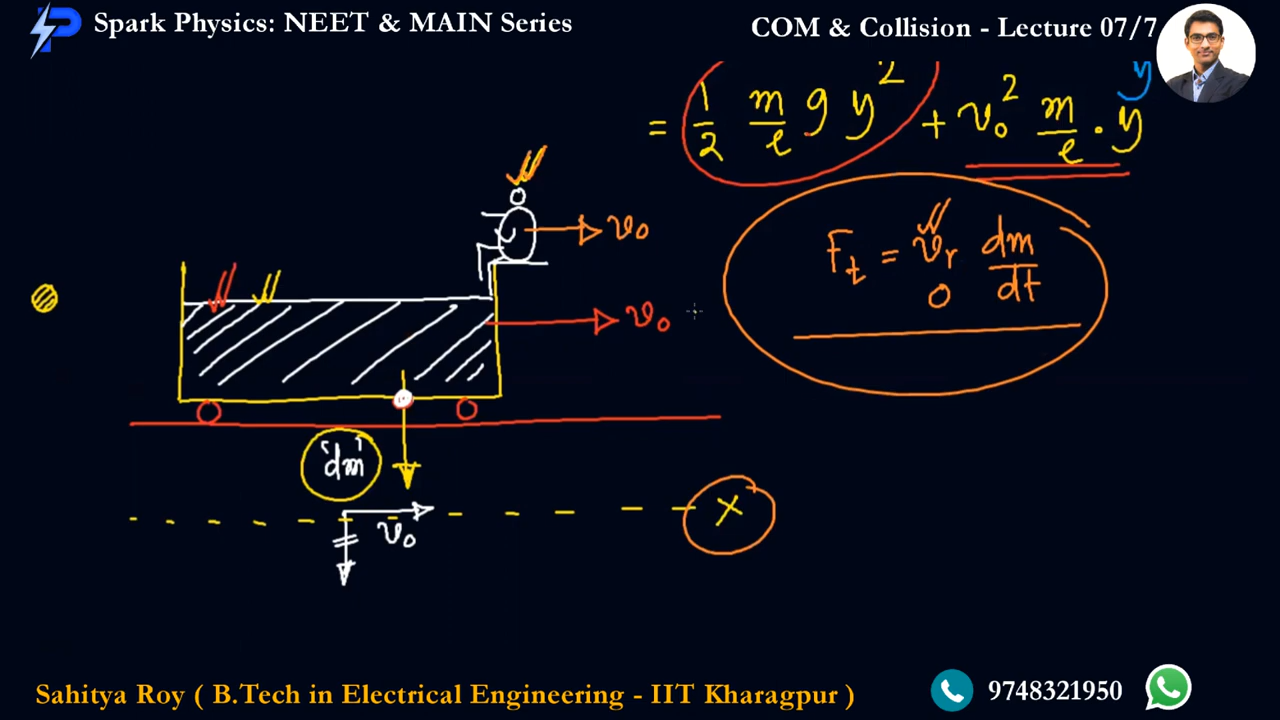 Spark Physics: NEET & MAIN Series
COM & Collision - Lecture 07/7
y
= 1/2 m/l g y² + v₀² m/l · y
F_t = v_r dm/dt
0
v₀
v₀
dm
v₀
x
Sahitya Roy ( B.Tech in Electrical Engineering - IIT Kharagpur )
9748321950